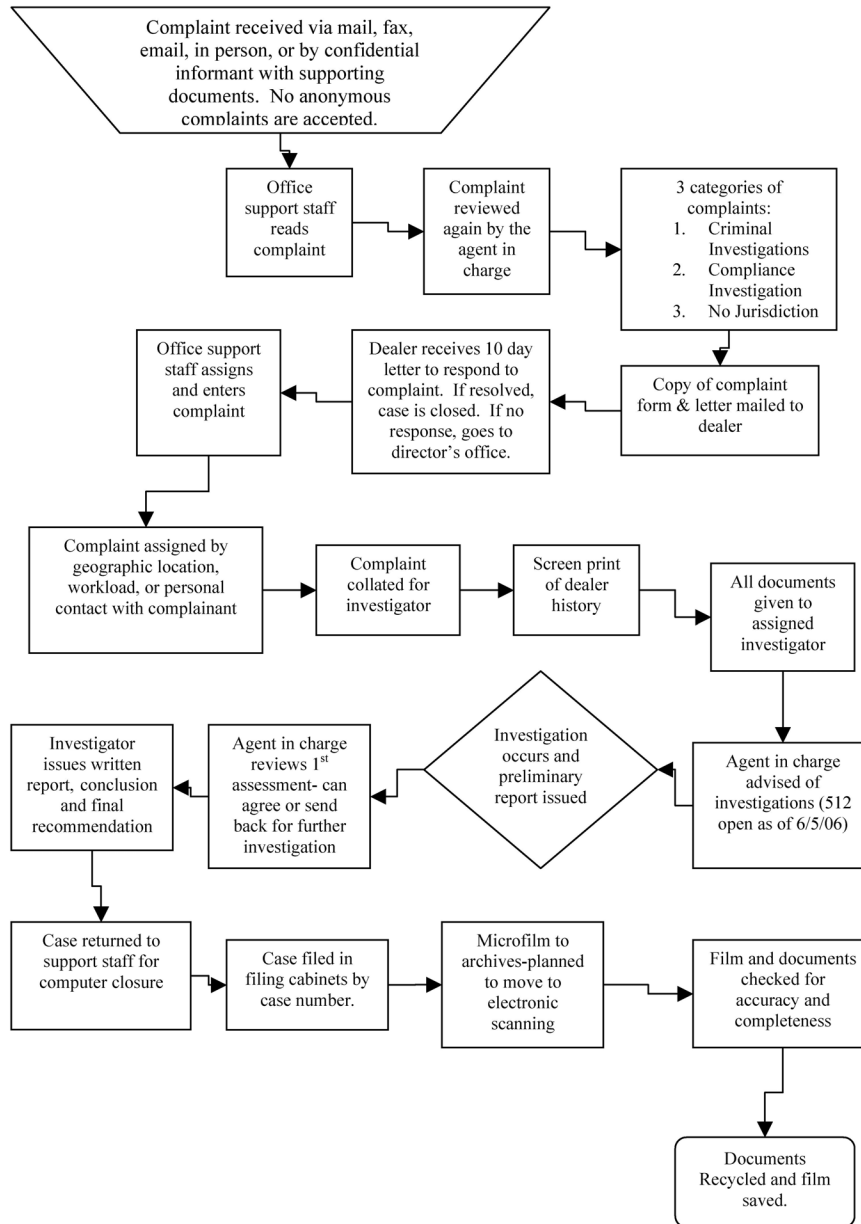 Complaint received via mail, fax,
email, in person, or by confidential
informant with supporting
documents.  No anonymous
complaints are accepted.
Office
support staff
reads
complaint
Complaint
reviewed
again by the
agent in
charge
3 categories of
complaints:
1. Criminal
Investigations
2. Compliance
Investigation
3. No Jurisdiction
Copy of complaint
form & letter mailed to
dealer
Dealer receives 10 day
letter to respond to
complaint.  If resolved,
case is closed.  If no
response, goes to
director’s office.
Office support
staff assigns
and enters
complaint
Complaint assigned by
geographic location,
workload, or personal
contact with complainant
Complaint
collated for
investigator
Screen print
of dealer
history
All documents
given to
assigned
investigator
Agent in charge
advised of
investigations (512
open as of 6/5/06)
Investigation
occurs and
preliminary
report issued
Agent in charge
reviews 1st
assessment- can
agree or send
back for further
investigation
Investigator
issues written
report, conclusion
and final
recommendation
Case returned to
support staff for
computer closure
Case filed in
filing cabinets by
case number.
Microfilm to
archives-planned
to move to
electronic
scanning
Film and documents
checked for
accuracy and
completeness
Documents
Recycled and film
saved.